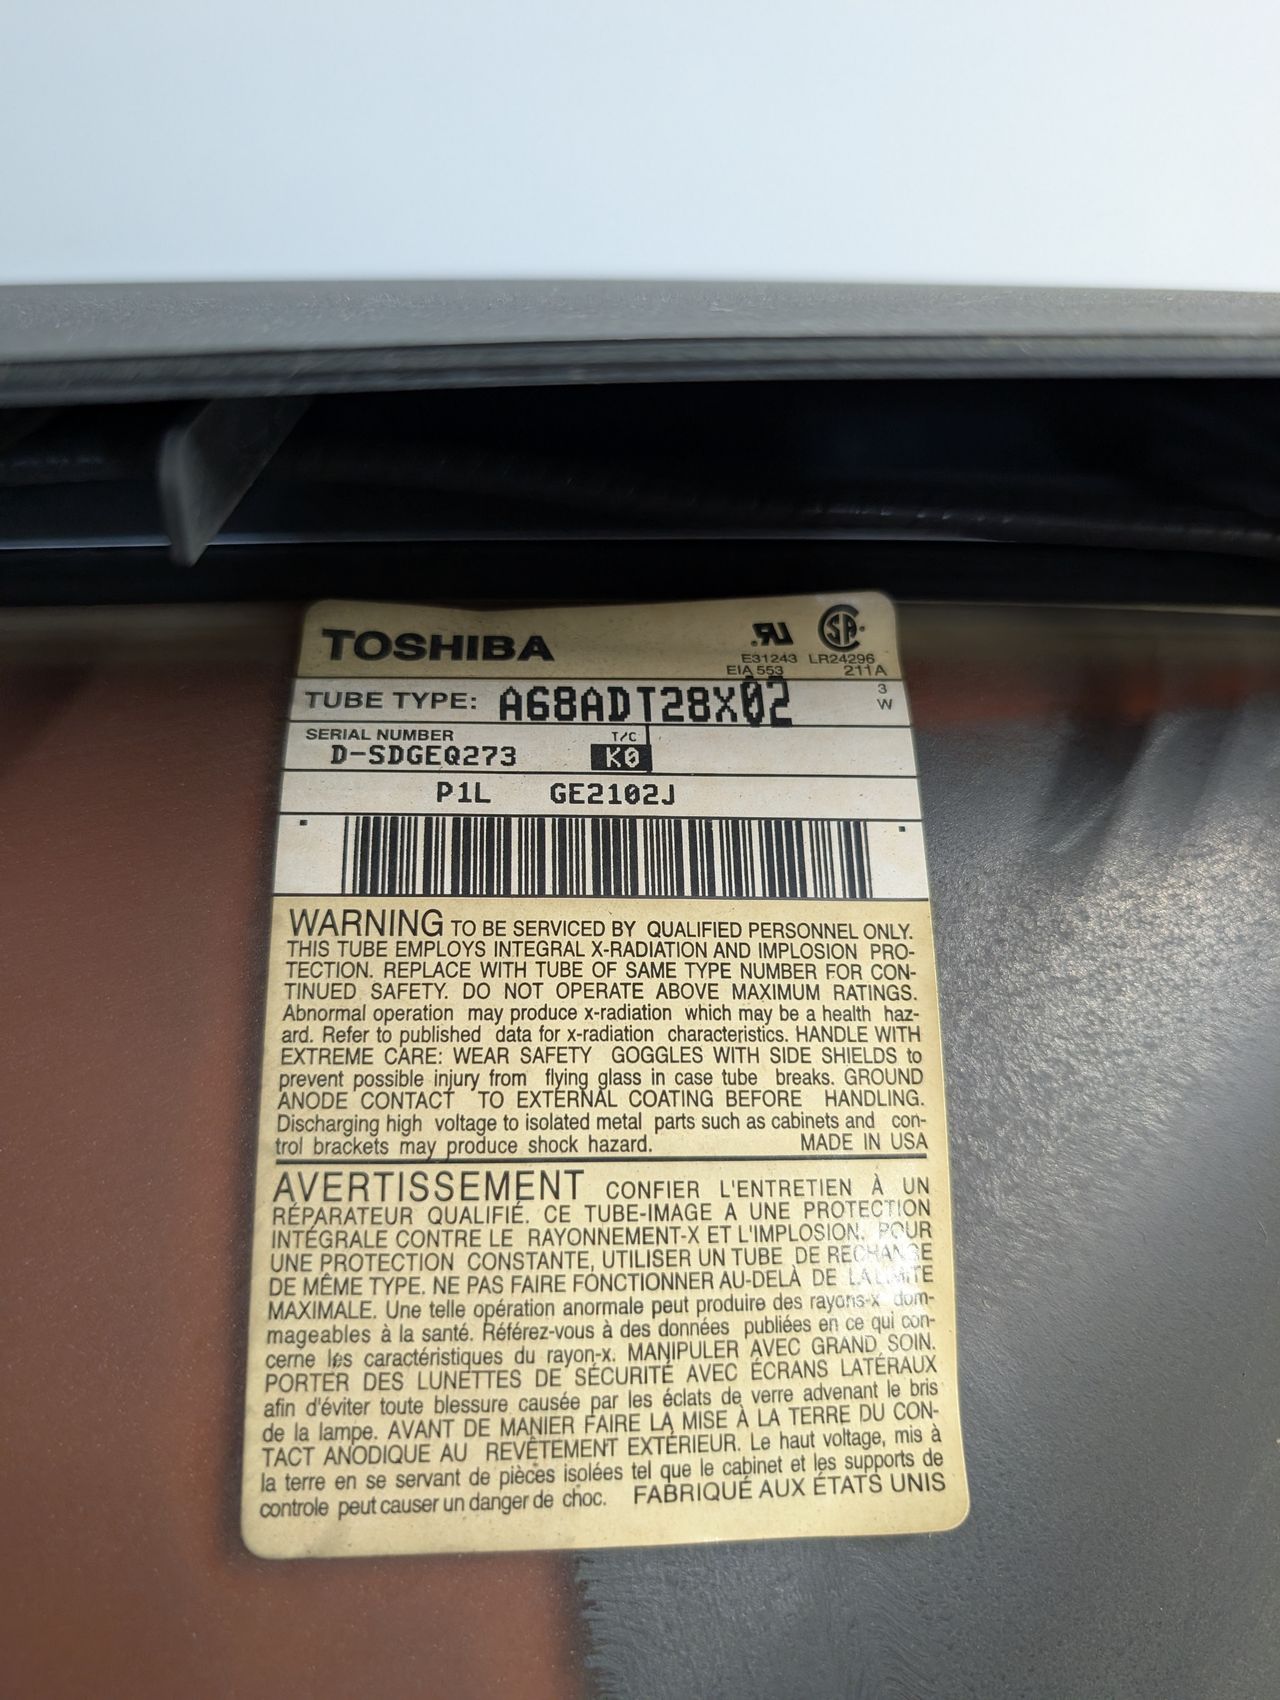 TOSHIBA
E31243 LR24296
EIA 553 211A
TUBE TYPE: A68ADT28X02 3
W
SERIAL NUMBER T/C
D-SDGEQ273 K0
P1L GE2102J
WARNING TO BE SERVICED BY QUALIFIED PERSONNEL ONLY.
THIS TUBE EMPLOYS INTEGRAL X-RADIATION AND IMPLOSION PRO-
TECTION. REPLACE WITH TUBE OF SAME TYPE NUMBER FOR CON-
TINUED SAFETY. DO NOT OPERATE ABOVE MAXIMUM RATINGS.
Abnormal operation may produce x-radiation which may be a health haz-
ard. Refer to published data for x-radiation characteristics. HANDLE WITH
EXTREME CARE: WEAR SAFETY GOGGLES WITH SIDE SHIELDS to
prevent possible injury from flying glass in case tube breaks. GROUND
ANODE CONTACT TO EXTERNAL COATING BEFORE HANDLING.
Discharging high voltage to isolated metal parts such as cabinets and con-
trol brackets may produce shock hazard. MADE IN USA
AVERTISSEMENT CONFIER L'ENTRETIEN À UN
RÉPARATEUR QUALIFIÉ. CE TUBE-IMAGE A UNE PROTECTION
INTÉGRALE CONTRE LE RAYONNEMENT-X ET L'IMPLOSION. POUR
UNE PROTECTION CONSTANTE, UTILISER UN TUBE DE RECHANGE
DE MÊME TYPE. NE PAS FAIRE FONCTIONNER AU-DELÀ DE LA LIMITE
MAXIMALE. Une telle opération anormale peut produire des rayons-x dom-
mageables à la santé. Référez-vous à des données publiées en ce qui con-
cerne les caractéristiques du rayon-x. MANIPULER AVEC GRAND SOIN.
PORTER DES LUNETTES DE SÉCURITÉ AVEC ÉCRANS LATÉRAUX
afin d'éviter toute blessure causée par les éclats de verre advenant le bris
de la lampe. AVANT DE MANIER FAIRE LA MISE À LA TERRE DU CON-
TACT ANODIQUE AU REVÊTEMENT EXTÉRIEUR. Le haut voltage, mis à
la terre en se servant de pièces isolées tel que le cabinet et les supports de
controle peut causer un danger de choc. FABRIQUÉ AUX ÉTATS UNIS